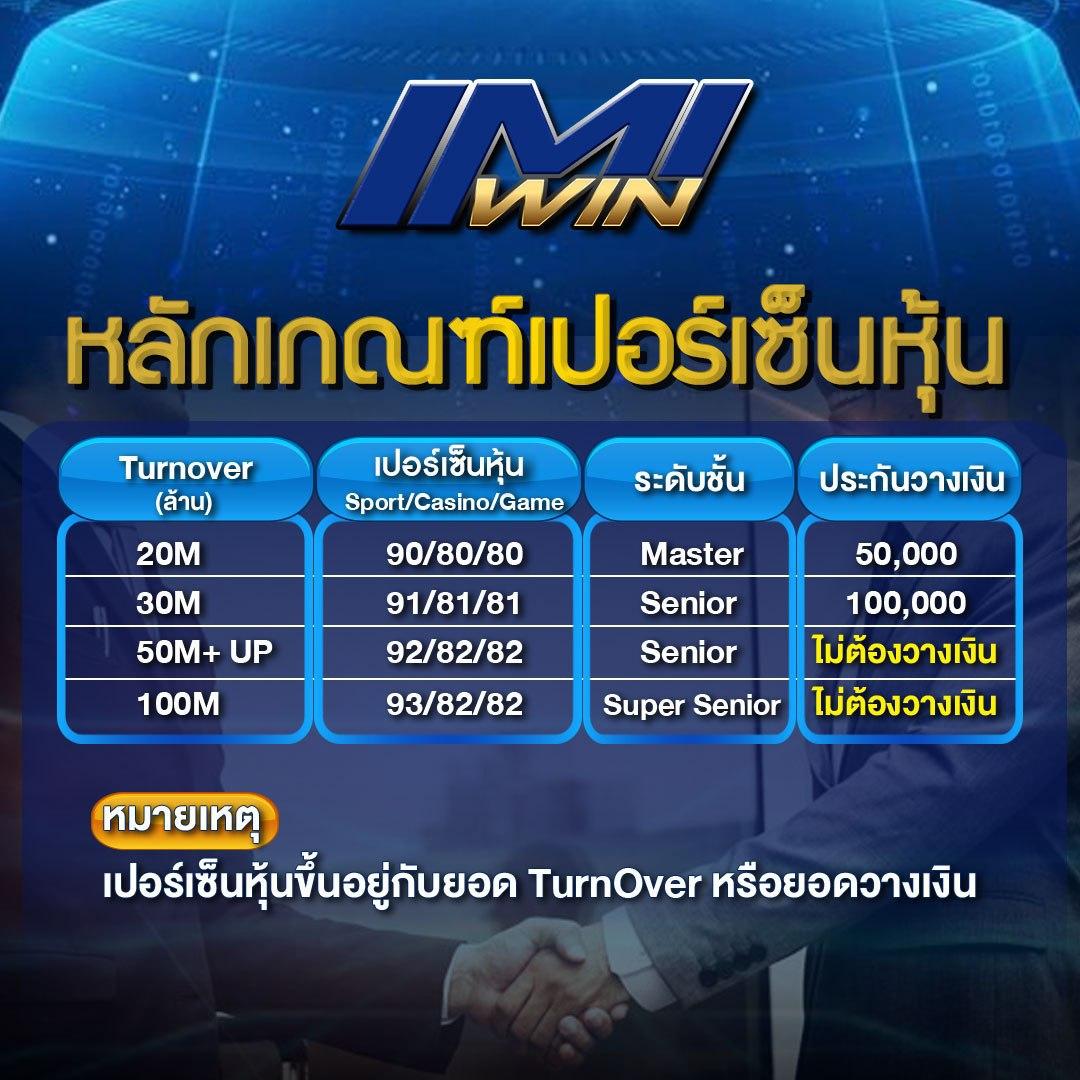 IMI WIN
หลักเกณฑ์เปอร์เซ็นหุ้น
Turnover (ล้าน) เปอร์เซ็นหุ้น Sport/Casino/Game ระดับชั้น ประกันวางเงิน
20M 90/80/80 Master 50,000
30M 91/81/81 Senior 100,000
50M+ UP 92/82/82 Senior ไม่ต้องวางเงิน
100M 93/82/82 Super Senior ไม่ต้องวางเงิน
หมายเหตุ
เปอร์เซ็นหุ้นขึ้นอยู่กับยอด TurnOver หรือยอดวางเงิน